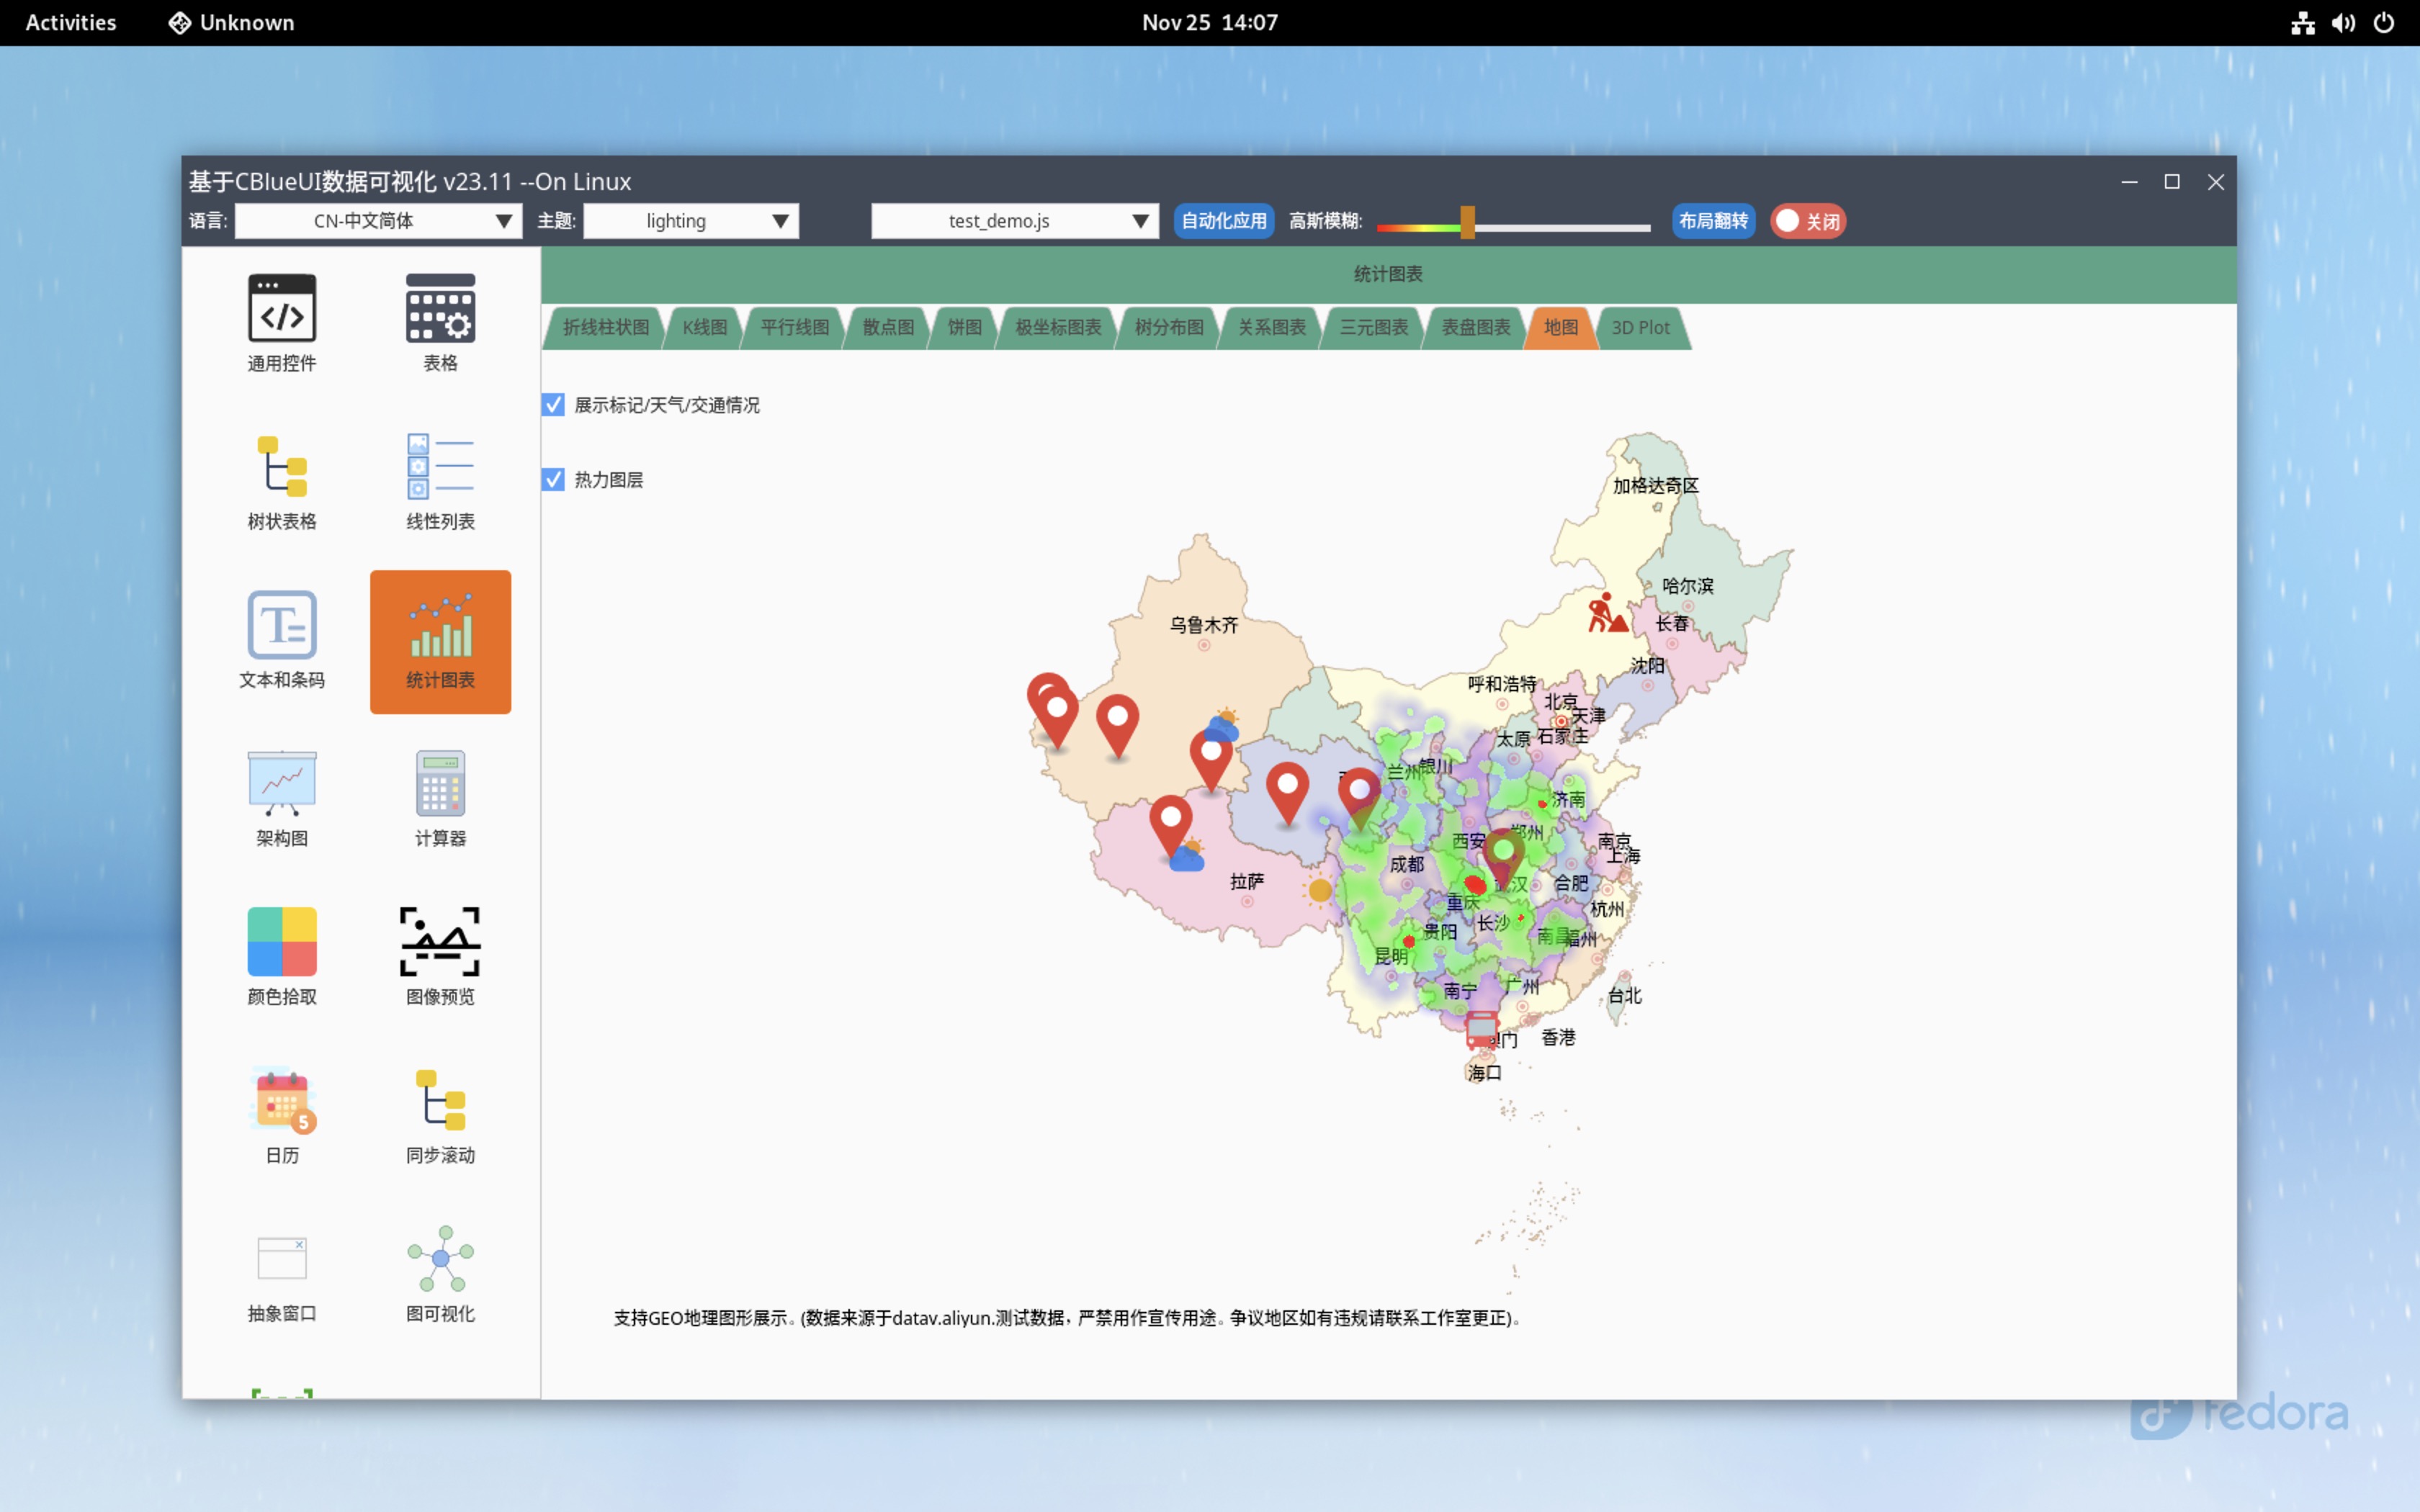 Activities Unknown Nov 25 14:07
基于CBlueUI数据可视化 v23.11 --On Linux
语言: CN-中文简体 主题: lighting test_demo.js 自动化应用 高斯模糊: 布局翻转 关闭
统计图表
折线柱状图 K线图 平行线图 散点图 饼图 极坐标图表 树分布图 关系图表 三元图表 表盘图表 地图 3D Plot
通用控件 表格
树状表格 线性列表
文本和条码 统计图表
架构图 计算器
颜色拾取 图像预览
5
日历 同步滚动
抽象窗口 图可视化
展示标记/天气/交通情况
热力图层
加格达奇区
哈尔滨
乌鲁木齐
长春
沈阳
呼和浩特
北京
天津
太原 石家庄
兰州 银川
济南
郑州
西安 南京
上海
成都
拉萨 武汉 合肥
重庆 杭州
长沙
贵阳 南昌 福州
昆明
南宁 广州
台北
门 香港
海口
支持GEO地理图形展示。(数据来源于datav.aliyun.测试数据，严禁用作宣传用途。争议地区如有违规请联系工作室更正)。
fedora